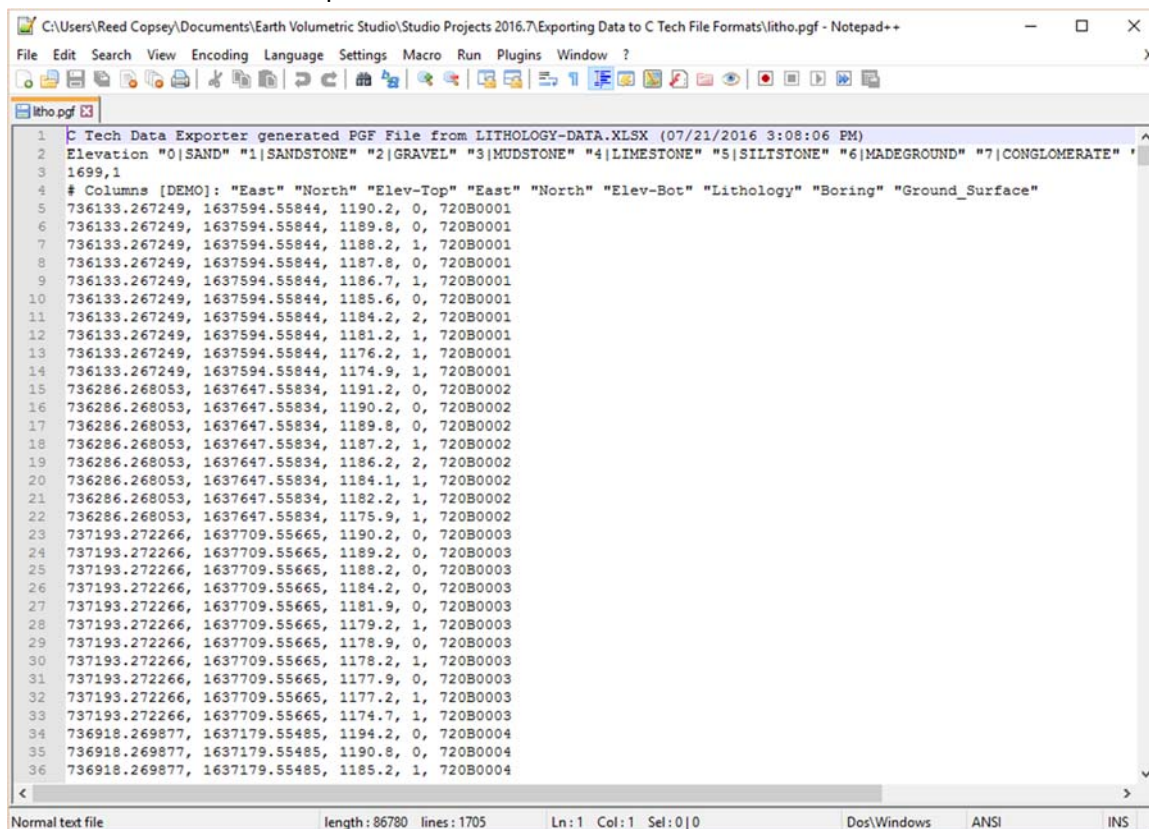 C:\Users\Reed Copsey\Documents\Earth Volumetric Studio\Studio Projects 2016.7\Exporting Data to C Tech File Formats\litho.pgf - Notepad++
File Edit Search View Encoding Language Settings Macro Run Plugins Window ?
litho.pgf
1 C Tech Data Exporter generated PGF File from LITHOLOGY-DATA.XLSX (07/21/2016 3:08:06 PM)
2 Elevation "0|SAND" "1|SANDSTONE" "2|GRAVEL" "3|MUDSTONE" "4|LIMESTONE" "5|SILTSTONE" "6|MADEGROUND" "7|CONGLOMERATE" "
3 1699,1
4 # Columns [DEMO]: "East" "North" "Elev-Top" "East" "North" "Elev-Bot" "Lithology" "Boring" "Ground_Surface"
5 736133.267249, 1637594.55844, 1190.2, 0, 720B0001
6 736133.267249, 1637594.55844, 1189.8, 0, 720B0001
7 736133.267249, 1637594.55844, 1188.2, 1, 720B0001
8 736133.267249, 1637594.55844, 1187.8, 0, 720B0001
9 736133.267249, 1637594.55844, 1186.7, 1, 720B0001
10 736133.267249, 1637594.55844, 1185.6, 0, 720B0001
11 736133.267249, 1637594.55844, 1184.2, 2, 720B0001
12 736133.267249, 1637594.55844, 1181.2, 1, 720B0001
13 736133.267249, 1637594.55844, 1176.2, 1, 720B0001
14 736133.267249, 1637594.55844, 1174.9, 1, 720B0001
15 736286.268053, 1637647.55834, 1191.2, 0, 720B0002
16 736286.268053, 1637647.55834, 1190.2, 0, 720B0002
17 736286.268053, 1637647.55834, 1189.8, 0, 720B0002
18 736286.268053, 1637647.55834, 1187.2, 1, 720B0002
19 736286.268053, 1637647.55834, 1186.2, 2, 720B0002
20 736286.268053, 1637647.55834, 1184.1, 1, 720B0002
21 736286.268053, 1637647.55834, 1182.2, 1, 720B0002
22 736286.268053, 1637647.55834, 1175.9, 1, 720B0002
23 737193.272266, 1637709.55665, 1190.2, 0, 720B0003
24 737193.272266, 1637709.55665, 1189.2, 0, 720B0003
25 737193.272266, 1637709.55665, 1188.2, 0, 720B0003
26 737193.272266, 1637709.55665, 1184.2, 0, 720B0003
27 737193.272266, 1637709.55665, 1181.9, 0, 720B0003
28 737193.272266, 1637709.55665, 1179.2, 1, 720B0003
29 737193.272266, 1637709.55665, 1178.9, 0, 720B0003
30 737193.272266, 1637709.55665, 1178.2, 1, 720B0003
31 737193.272266, 1637709.55665, 1177.9, 0, 720B0003
32 737193.272266, 1637709.55665, 1177.2, 1, 720B0003
33 737193.272266, 1637709.55665, 1174.7, 1, 720B0003
34 736918.269877, 1637179.55485, 1194.2, 0, 720B0004
35 736918.269877, 1637179.55485, 1190.8, 0, 720B0004
36 736918.269877, 1637179.55485, 1185.2, 1, 720B0004
Normal text file length : 86780 lines : 1705 Ln : 1 Col : 1 Sel : 0 | 0 Dos\Windows ANSI INS